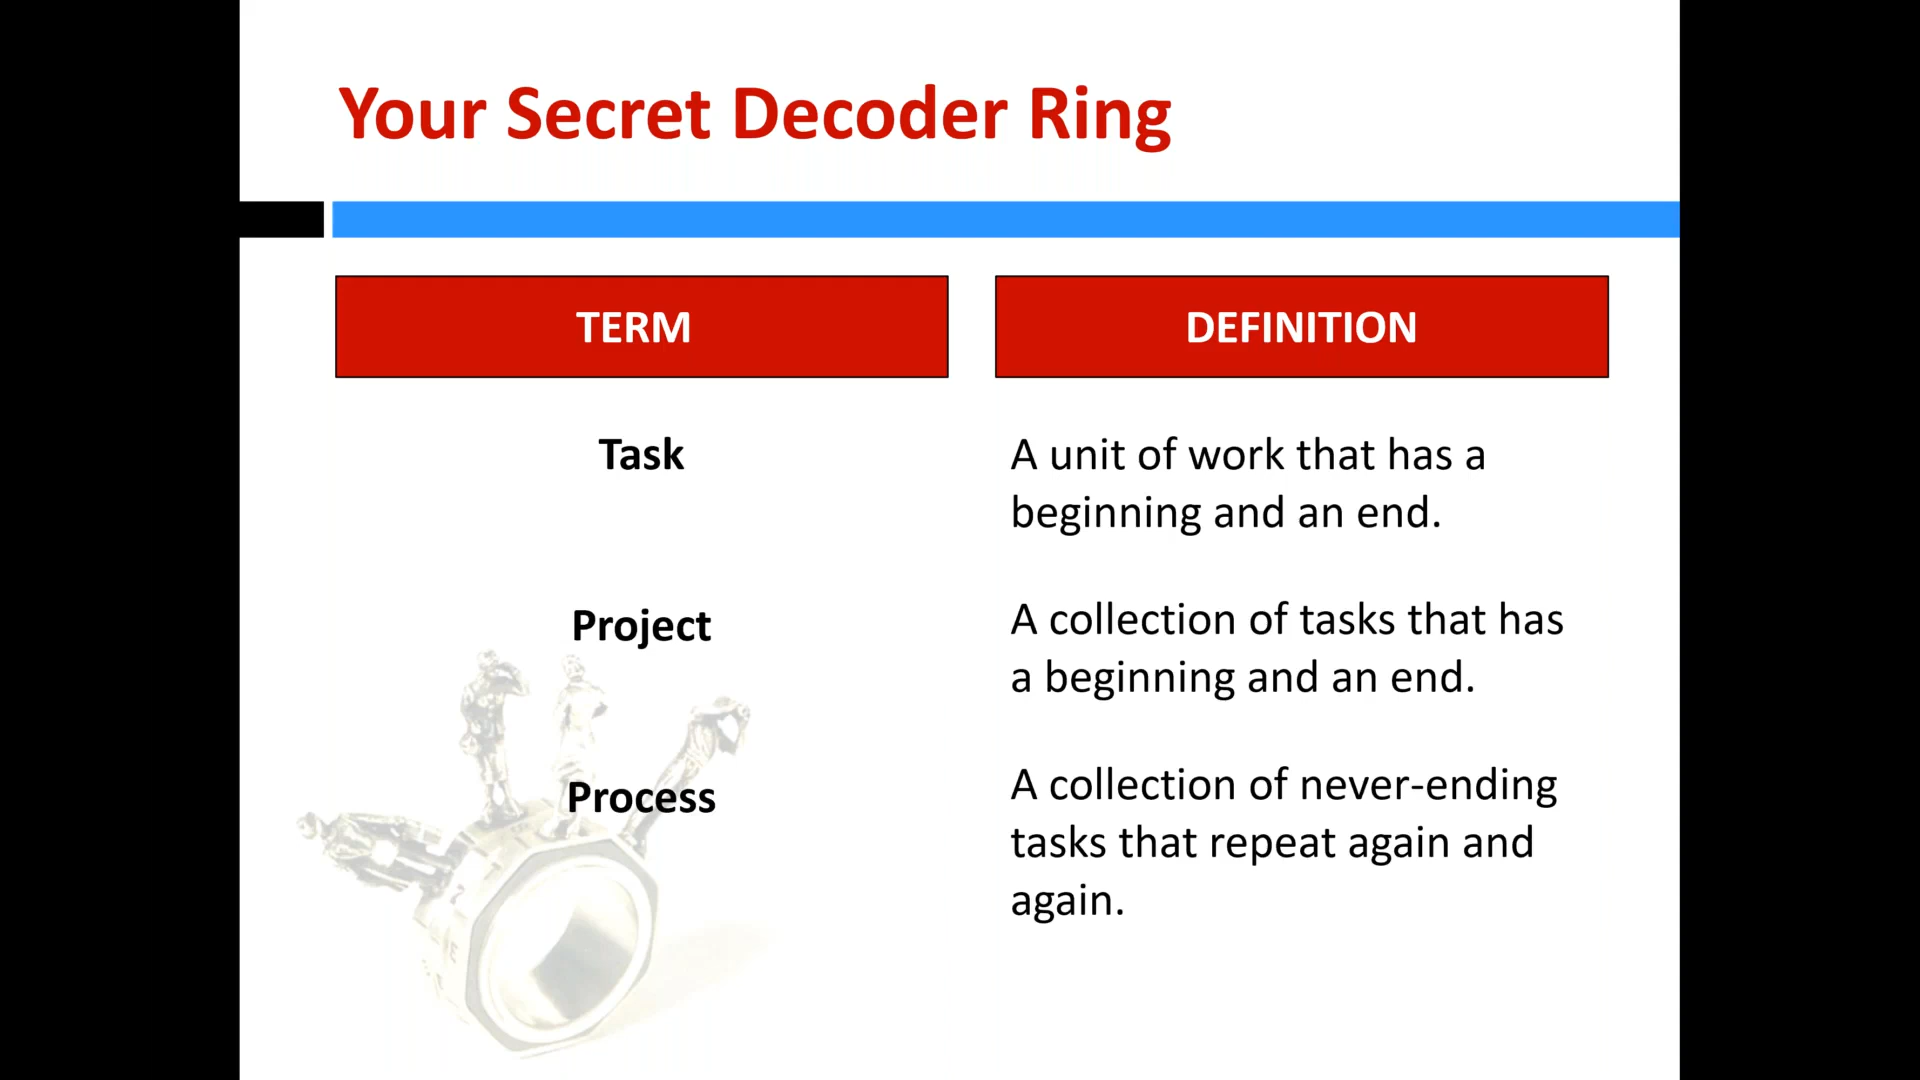 Your Secret Decoder Ring
TERM
DEFINITION
Task
A unit of work that has a
beginning and an end.
Project
A collection of tasks that has
a beginning and an end.
Process
A collection of never-ending
tasks that repeat again and
again.